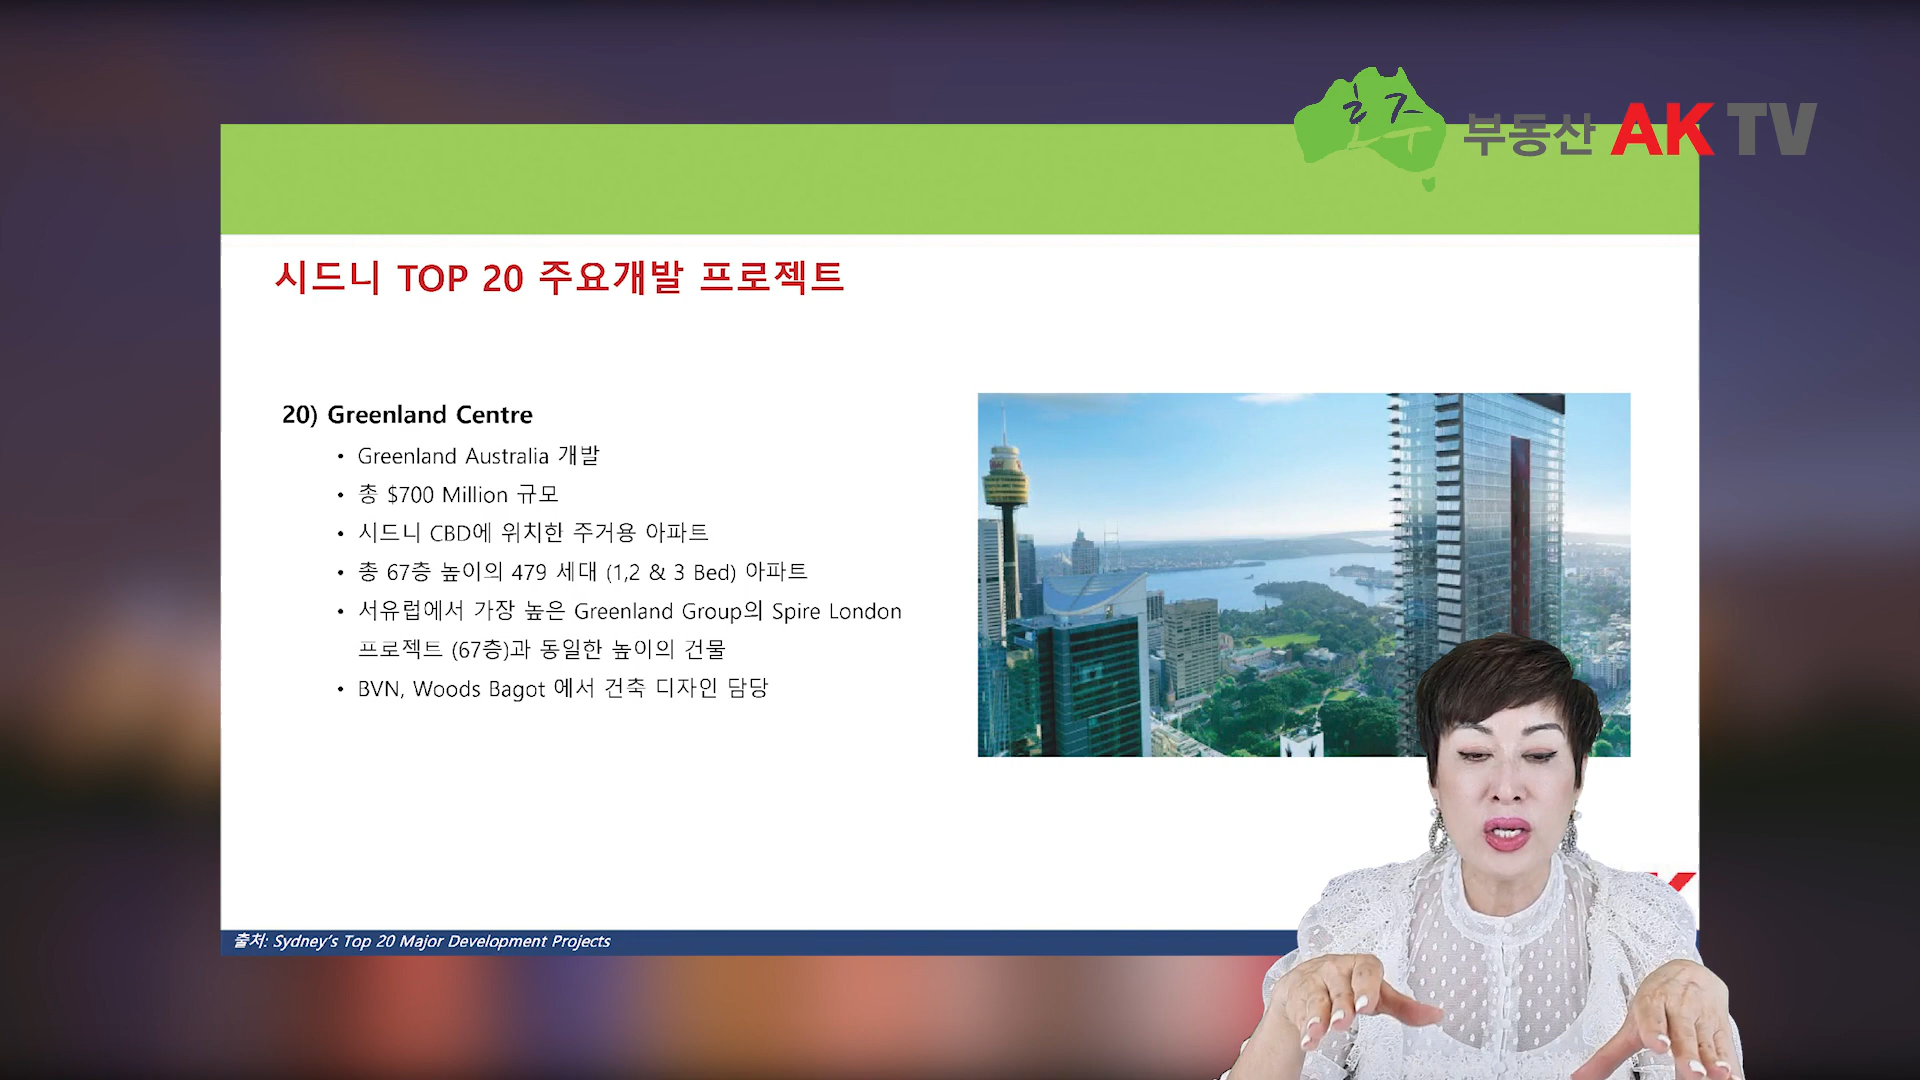 호주 부동산 AK TV
시드니 TOP 20 주요개발 프로젝트
20) Greenland Centre
• Greenland Australia 개발
• 총 $700 Million 규모
• 시드니 CBD에 위치한 주거용 아파트
• 총 67층 높이의 479 세대 (1,2 & 3 Bed) 아파트
• 서유럽에서 가장 높은 Greenland Group의 Spire London
프로젝트 (67층)과 동일한 높이의 건물
• BVN, Woods Bagot 에서 건축 디자인 담당
출처: Sydney's Top 20 Major Development Projects